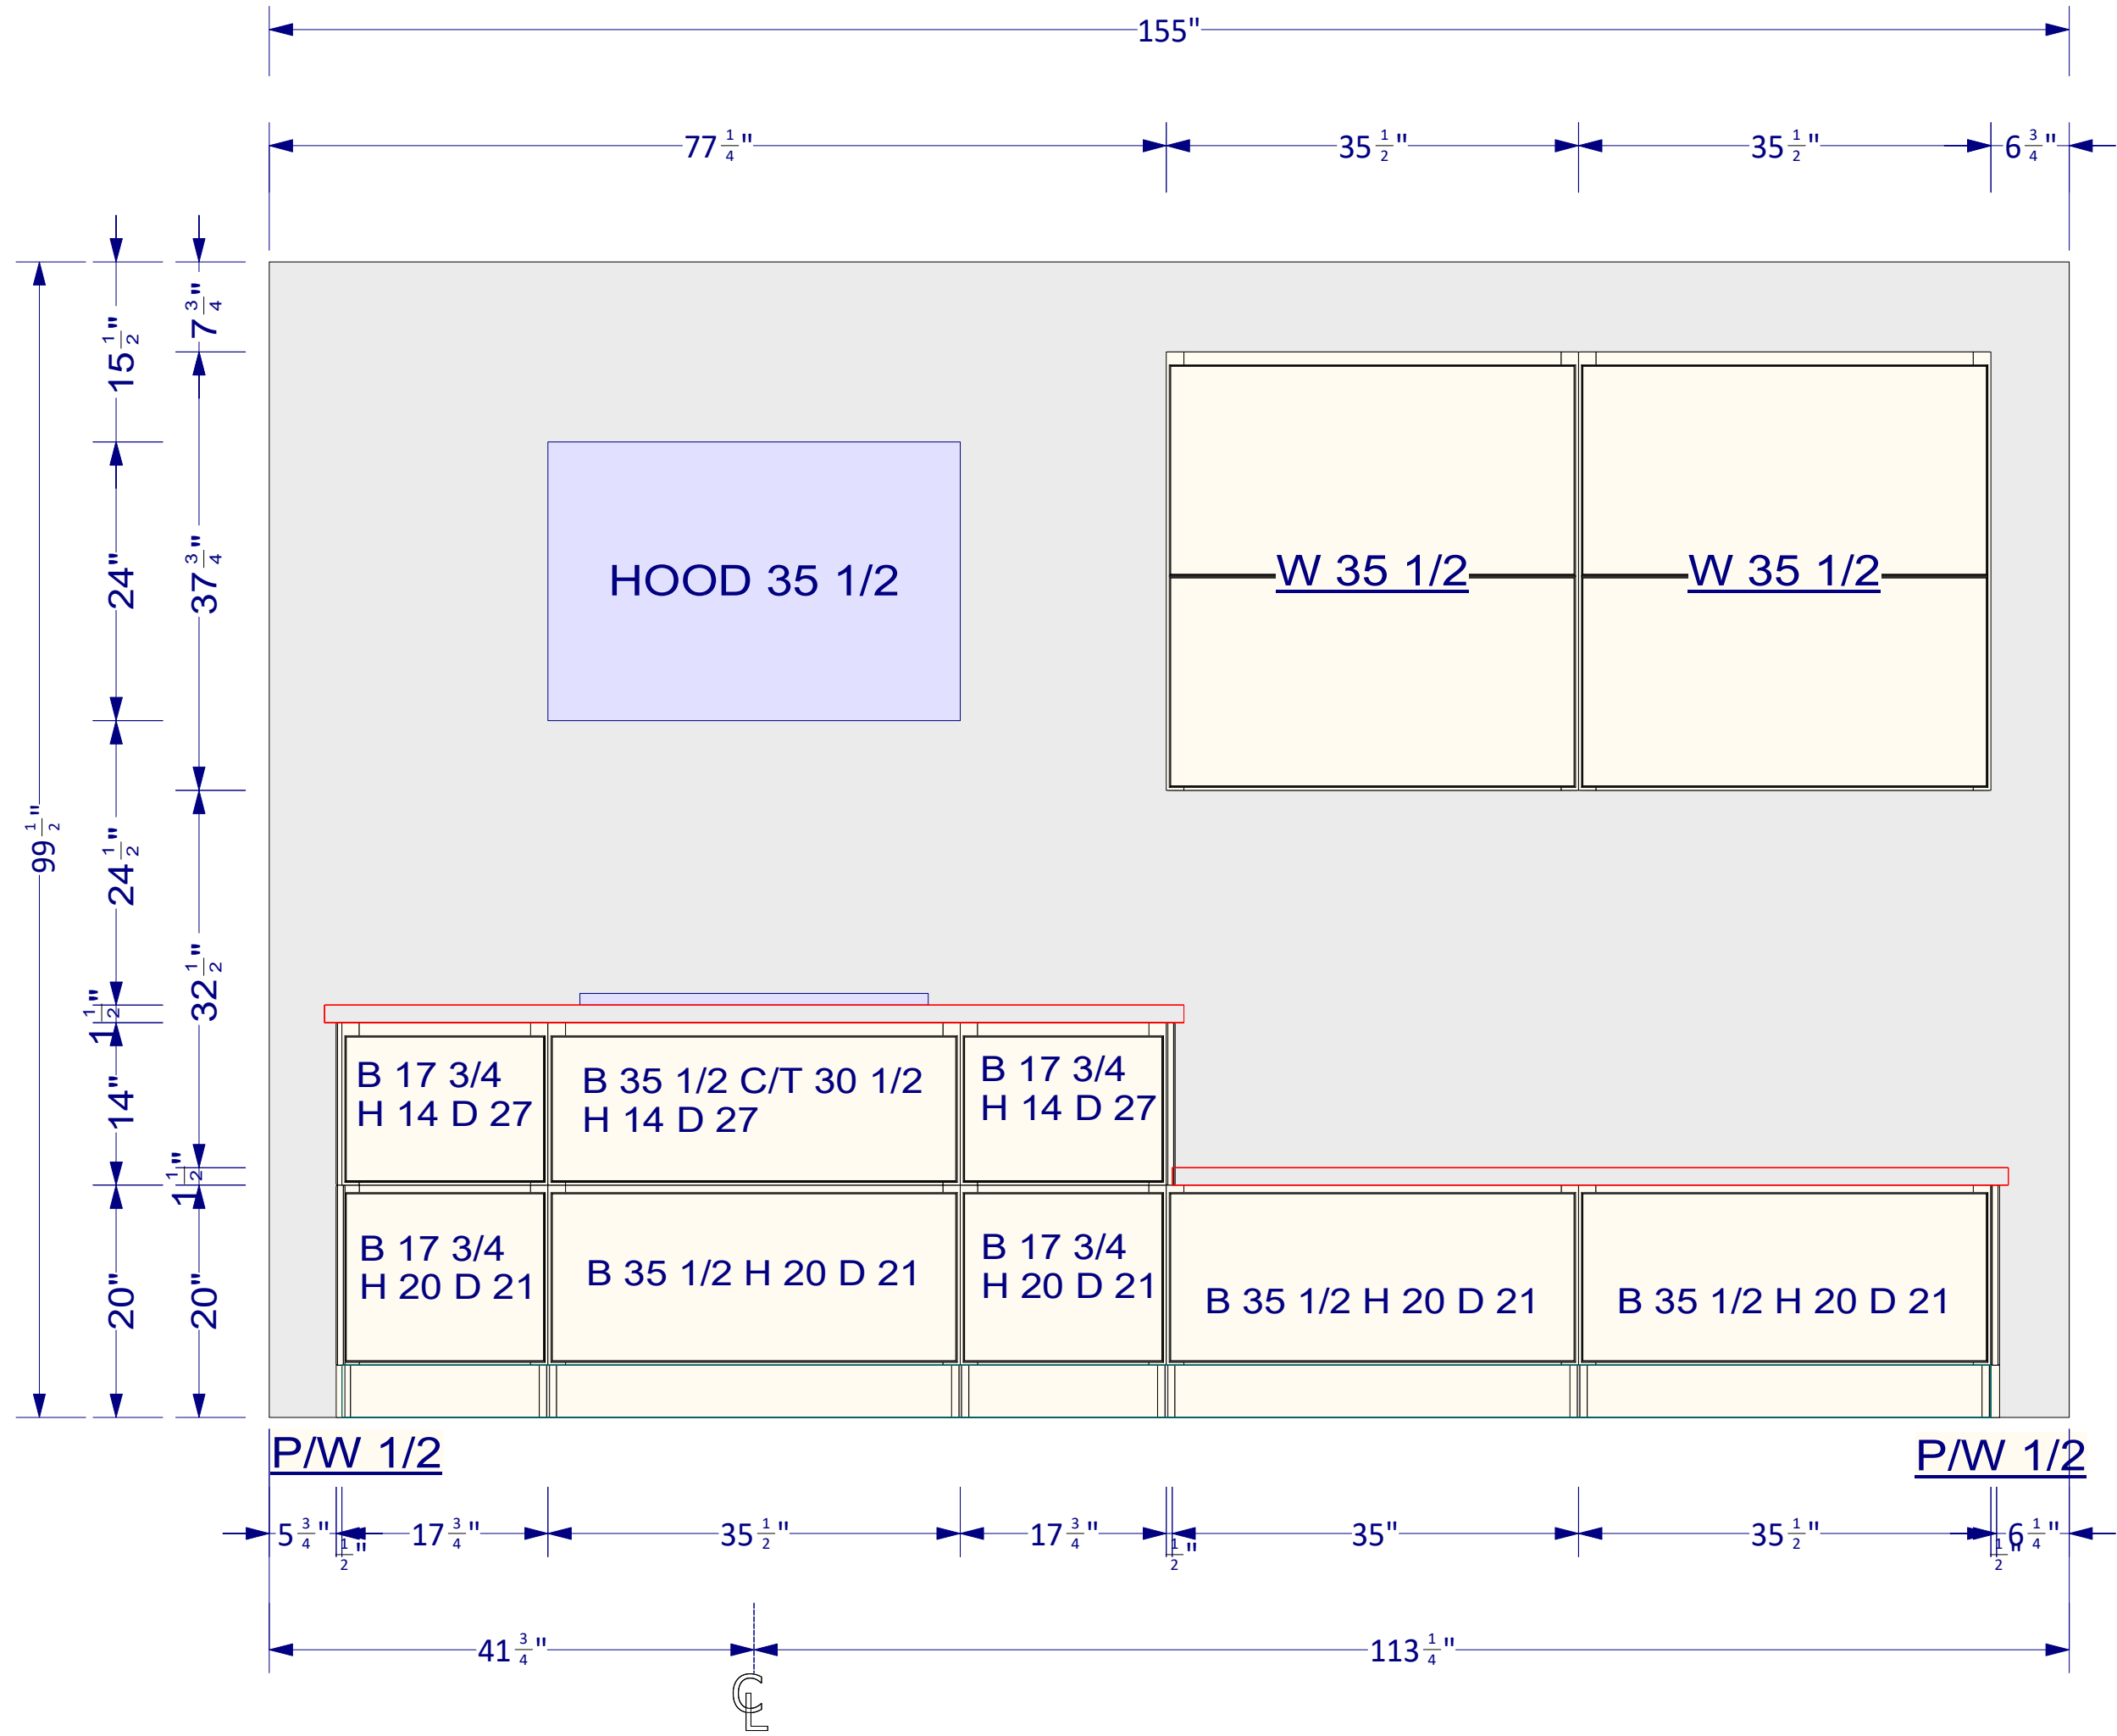 155"
77 1/4"
35 1/2"
35 1/2"
6 3/4"
99 1/2"
15 1/2"
24"
24 1/2"
1 1/2"
14"
20"
7 3/4"
37 3/4"
32 1/2"
1 1/2"
20"
HOOD 35 1/2
W 35 1/2
W 35 1/2
B 17 3/4
H 14 D 27
B 35 1/2 C/T 30 1/2
H 14 D 27
B 17 3/4
H 14 D 27
B 17 3/4
H 20 D 21
B 35 1/2 H 20 D 21
B 17 3/4
H 20 D 21
B 35 1/2 H 20 D 21
B 35 1/2 H 20 D 21
P/W 1/2
P/W 1/2
5 3/4"
1/2"
17 3/4"
35 1/2"
17 3/4"
1/2"
35"
35 1/2"
1/2"
6 1/4"
41 3/4"
113 1/4"
CL